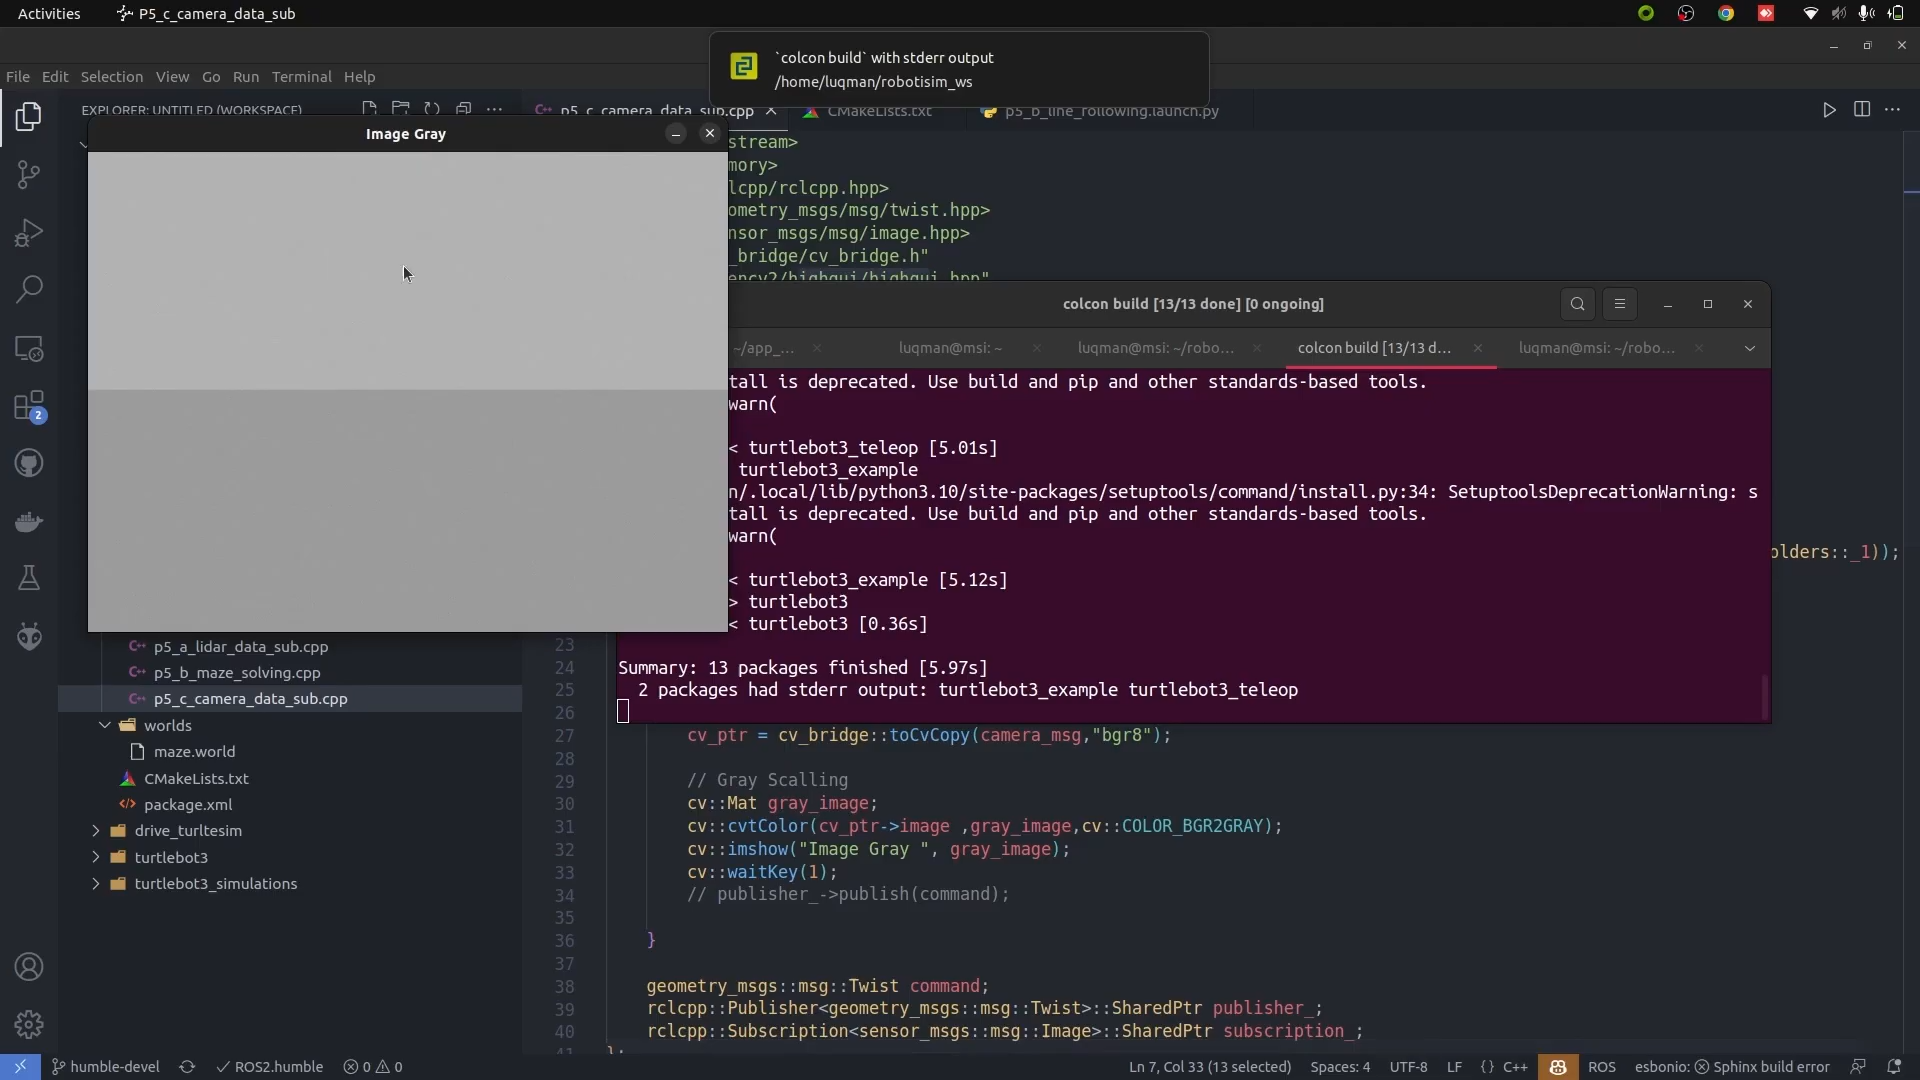 Activities
P5_c_camera_data_sub
`colcon build` with stderr output
/home/luqman/robotisim_ws
File Edit Selection View Go Run Terminal Help
EXPLORER: UNTITLED (WORKSPACE)
p5_c_camera_data_sub.cpp
CMakeLists.txt
p5_b_line_following.launch.py
Image Gray
stream>
mory>
lcpp/rclcpp.hpp>
ometry_msgs/msg/twist.hpp>
nsor_msgs/msg/image.hpp>
_bridge/cv_bridge.h"
encv2/highgui/highgui.hpp"
colcon build [13/13 done] [0 ongoing]
~/app_...
luqman@msi: ~
luqman@msi: ~/robo...
colcon build [13/13 d...
luqman@msi: ~/robo...
tall is deprecated. Use build and pip and other standards-based tools.
warn(
< turtlebot3_teleop [5.01s]
turtlebot3_example
n/.local/lib/python3.10/site-packages/setuptools/command/install.py:34: SetuptoolsDeprecationWarning: s
tall is deprecated. Use build and pip and other standards-based tools.
warn(
olders::_1));
< turtlebot3_example [5.12s]
> turtlebot3
< turtlebot3 [0.36s]
Summary: 13 packages finished [5.97s]
2 packages had stderr output: turtlebot3_example turtlebot3_teleop
2
p5_a_lidar_data_sub.cpp
p5_b_maze_solving.cpp
p5_c_camera_data_sub.cpp
worlds
maze.world
CMakeLists.txt
package.xml
drive_turltesim
turtlebot3
turtlebot3_simulations
23
24
25
26
27 cv_ptr = cv_bridge::toCvCopy(camera_msg,"bgr8");
28
29 // Gray Scalling
30 cv::Mat gray_image;
31 cv::cvtColor(cv_ptr->image ,gray_image,cv::COLOR_BGR2GRAY);
32 cv::imshow("Image Gray ", gray_image);
33 cv::waitKey(1);
34 // publisher_->publish(command);
35
36 }
37
38 geometry_msgs::msg::Twist command;
39 rclcpp::Publisher<geometry_msgs::msg::Twist>::SharedPtr publisher_;
40 rclcpp::Subscription<sensor_msgs::msg::Image>::SharedPtr subscription_;
41 };
humble-devel
ROS2.humble
0
0
Ln 7, Col 33 (13 selected)
Spaces: 4
UTF-8
LF
{} C++
ROS
esbonio: Sphinx build error